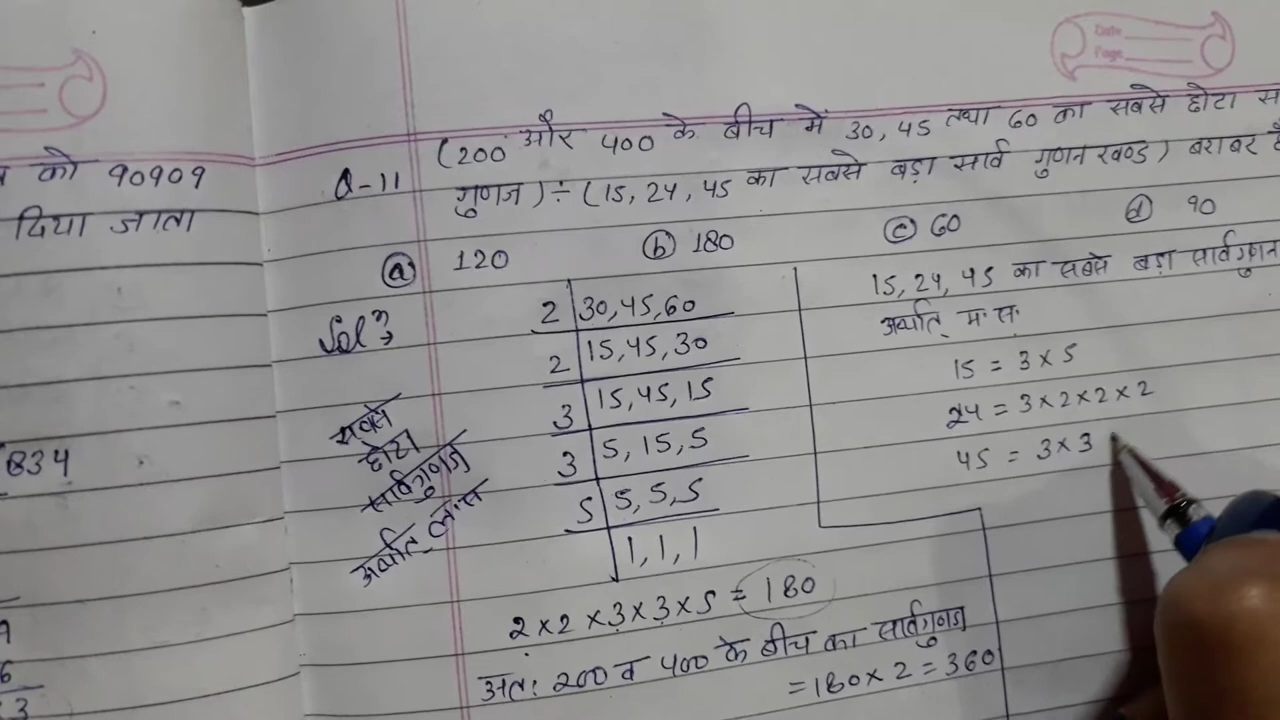 Date
Page
को 90909
दिया जाता
834
Q-11 (200 और 400 के बीच में 30, 45 तथा 60 का सबसे छोटा
गुणज) ÷ (15, 24, 45 का सबसे बड़ा सार्व गुणनखण्ड) बराबर
(a) 120 (b) 180 (c) 60 (d) 90
Solⁿ
2 30, 45, 60
2 15, 45, 30
3 15, 45, 15
3 5, 15, 5
5 5, 5, 5
1, 1, 1
सबसे
छोटा
सार्वगुणज
अर्थात् ल.स
2 × 2 × 3 × 3 × 5 = 180
अतः 200 व 400 के बीच का सार्वगुणज
= 180 × 2 = 360
15, 24, 45 का सबसे बड़ा सार्वगुणन
अर्थात् म.स.
15 = 3 × 5
24 = 3 × 2 × 2 × 2
45 = 3 × 3